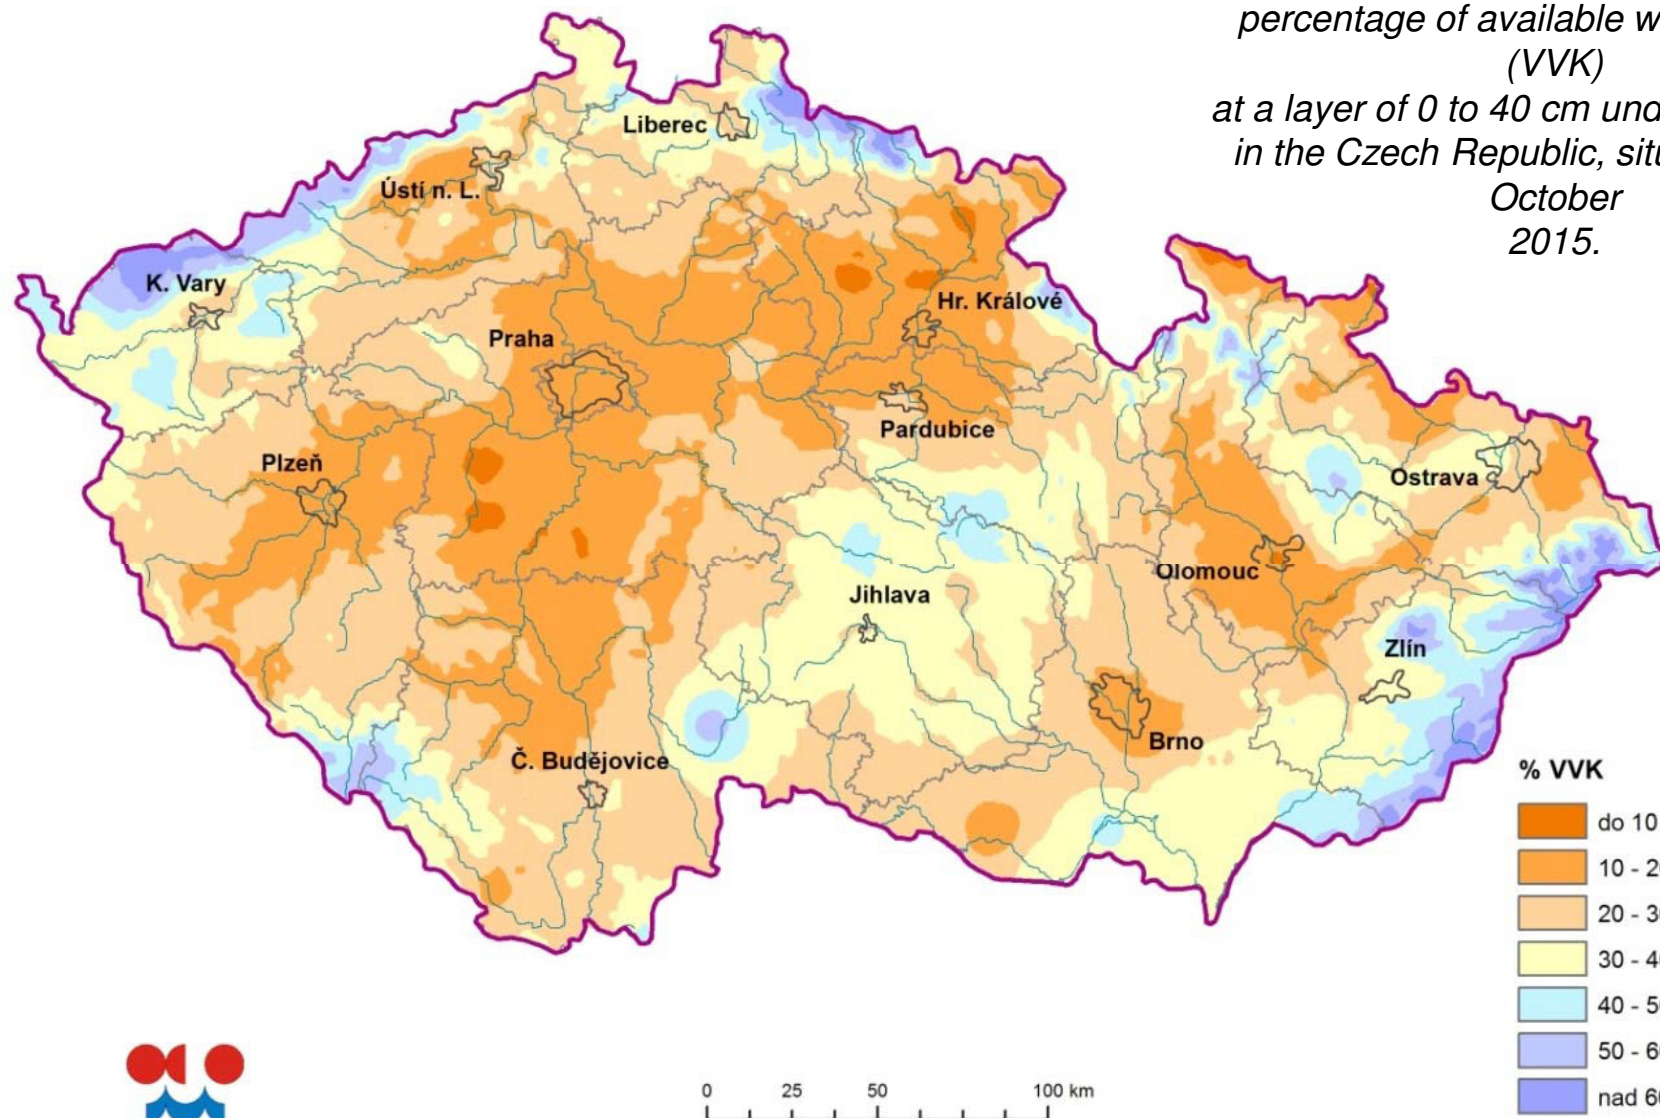 percentage of available w
(VVK)
at a layer of 0 to 40 cm und
in the Czech Republic, situ
October
2015.
Liberec
Ústí n. L.
K. Vary
Hr. Králové
Praha
Pardubice
Plzeň
Ostrava
Olomouc
Jihlava
Zlín
Brno
Č. Budějovice
% VVK
do 10
10 - 2
20 - 3
30 - 4
40 - 5
50 - 6
nad 6
0 25 50 100 km